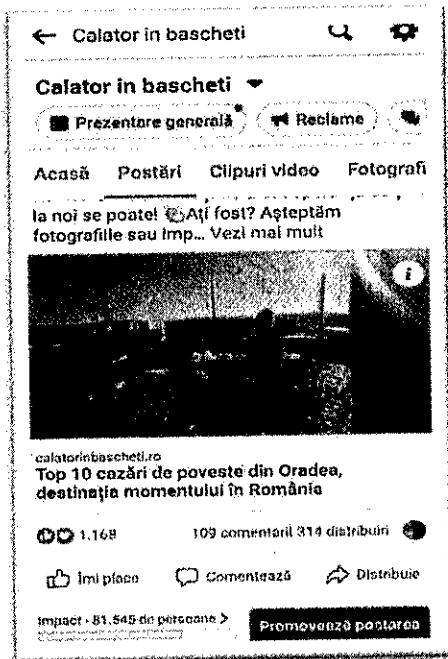 Calator in bascheti
Calator in bascheti
Prezentare generală
Reclame
Acasă Postări Clipuri video Fotografi
la noi se poate! Ați fost? Așteptăm
fotografiile sau imp... Vezi mai mult
calatorinbascheti.ro
Top 10 cazări de poveste din Oradea,
destinația momentului în România
1.168 109 comentarii 314 distribuiri
Îmi place Comentează Distribuie
Impact · 81.545 de persoane >
Promovează postarea